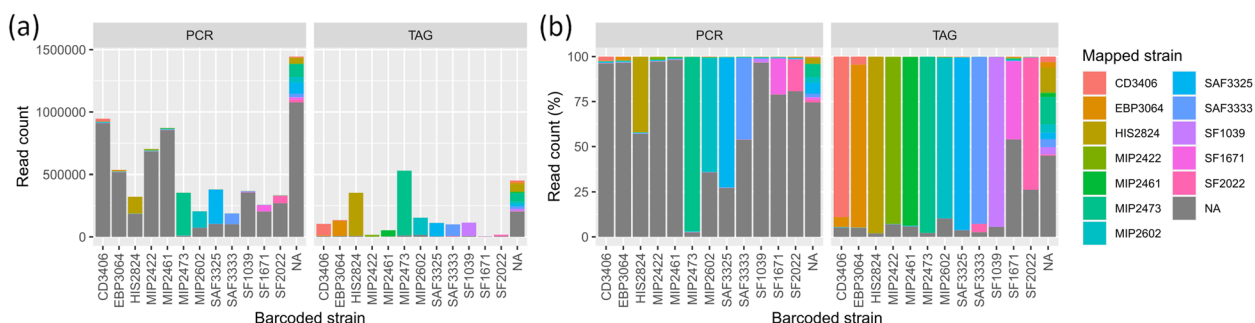 (a)
PCR
TAG
1500000
1000000
500000
0
Read count
CD3406
EBP3064
HIS2824
MIP2422
MIP2461
MIP2473
MIP2602
SAF3325
SAF3333
SF1039
SF1671
SF2022
NA
CD3406
EBP3064
HIS2824
MIP2422
MIP2461
MIP2473
MIP2602
SAF3325
SAF3333
SF1039
SF1671
SF2022
NA
Barcoded strain
(b)
PCR
TAG
100
75
50
25
0
Read count (%)
CD3406
EBP3064
HIS2824
MIP2422
MIP2461
MIP2473
MIP2602
SAF3325
SAF3333
SF1039
SF1671
SF2022
NA
CD3406
EBP3064
HIS2824
MIP2422
MIP2461
MIP2473
MIP2602
SAF3325
SAF3333
SF1039
SF1671
SF2022
NA
Barcoded strain
Mapped strain
CD3406
EBP3064
HIS2824
MIP2422
MIP2461
MIP2473
MIP2602
SAF3325
SAF3333
SF1039
SF1671
SF2022
NA